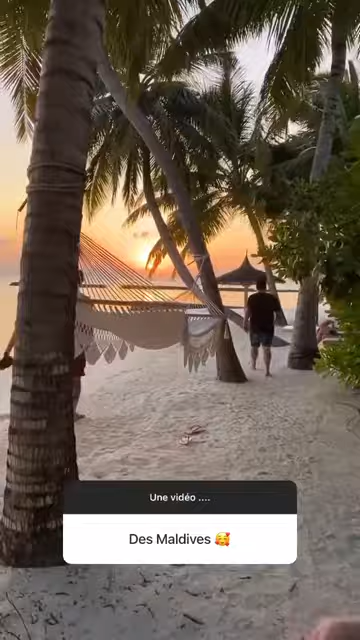 Une vidéo ....
Des Maldives 🥰